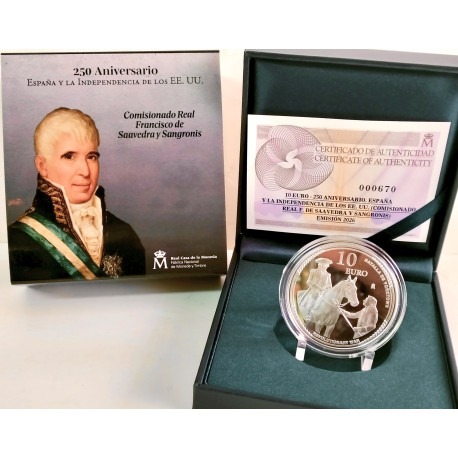 250 Aniversario
España y la Independencia de los EE. UU.
Comisionado Real
Francisco de
Saavedra y Sangronis
Real Casa de la Moneda
Fábrica Nacional
de Moneda y Timbre
CERTIFICADO DE AUTENTICIDAD
CERTIFICATE OF AUTHENTICITY
000670
10 EURO - 250 ANIVERSARIO. ESPAÑA
Y LA INDEPENDENCIA DE LOS EE. UU. (COMISIONADO
REAL F. DE SAAVEDRA Y SANGRONIS)
EMISIÓN 2026
10
EURO
REVOLUTIONARY WAR